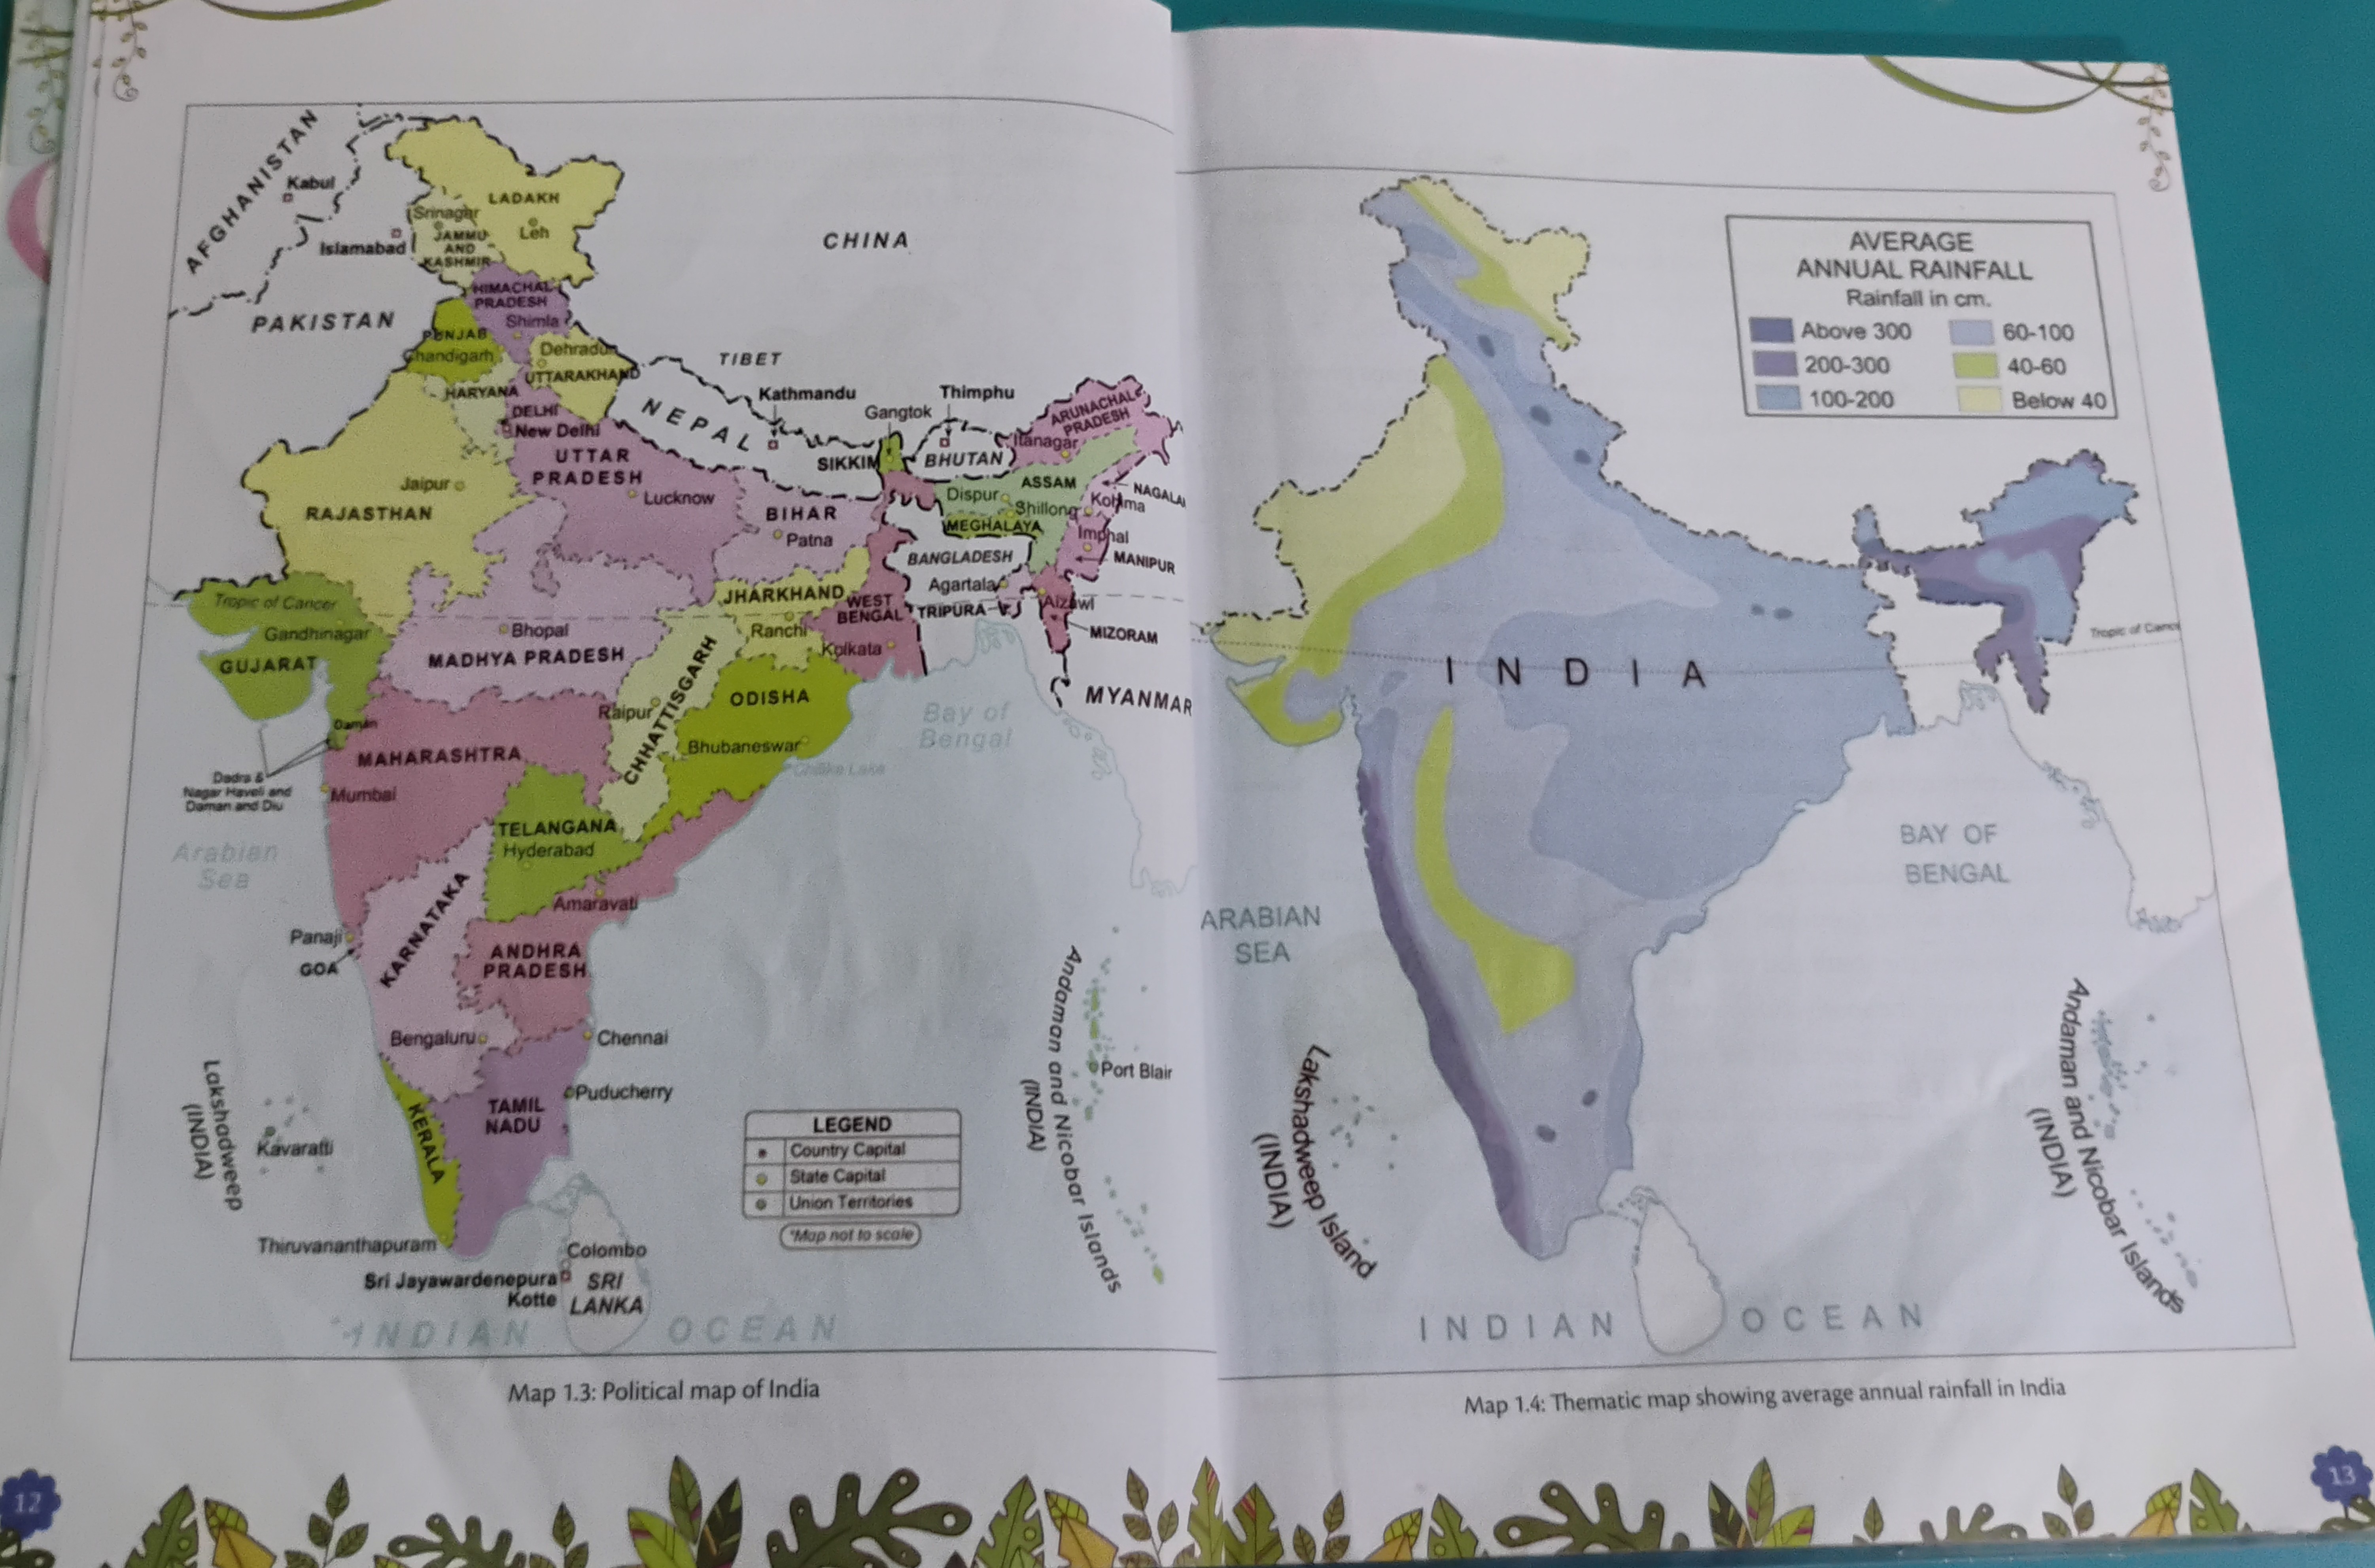 AFGHANISTAN
Kabul
LADAKH
Srinagar
Leh
JAMMU
AND
KASHMIR
Islamabad
CHINA
HIMACHAL
PRADESH
Shimla
PAKISTAN
PUNJAB
Chandigarh
Dehradun
UTTARAKHAND
HARYANA
DELHI
New Delhi
TIBET
Kathmandu
NEPAL
Gangtok
Thimphu
SIKKIM
BHUTAN
ARUNACHAL
PRADESH
Itanagar
UTTAR
PRADESH
Lucknow
Jaipur
RAJASTHAN
BIHAR
Patna
ASSAM
Dispur
Shillong
MEGHALAYA
NAGALA
Kohima
Imphal
MANIPUR
BANGLADESH
Agartala
TRIPURA
Aizawl
MIZORAM
JHARKHAND
Ranchi
WEST
BENGAL
Kolkata
Tropic of Cancer
Gandhinagar
GUJARAT
Bhopal
MADHYA PRADESH
CHHATTISGARH
Raipur
ODISHA
Bhubaneswar
Chilika Lake
MYANMAR
Bay of
Bengal
Daman
Dadra &
Nagar Haveli and
Daman and Diu
MAHARASHTRA
Mumbai
TELANGANA
Hyderabad
Arabian
Sea
Amaravati
KARNATAKA
Panaji
GOA
ANDHRA
PRADESH
Bengaluru
Chennai
Puducherry
TAMIL
NADU
KERALA
Lakshadweep
(INDIA)
Kavaratti
Thiruvananthapuram
Andaman and Nicobar Islands
(INDIA)
Port Blair
LEGEND
Country Capital
State Capital
Union Territories
*Map not to scale
Colombo
Sri Jayawardenepura
Kotte
SRI
LANKA
INDIAN OCEAN
Map 1.3: Political map of India
12
AVERAGE
ANNUAL RAINFALL
Rainfall in cm.
Above 300
60-100
200-300
40-60
100-200
Below 40
Tropic of Canc
INDIA
BAY OF
BENGAL
ARABIAN
SEA
Lakshadweep Island
(INDIA)
Andaman and Nicobar Islands
(INDIA)
INDIAN OCEAN
Map 1.4: Thematic map showing average annual rainfall in India
13